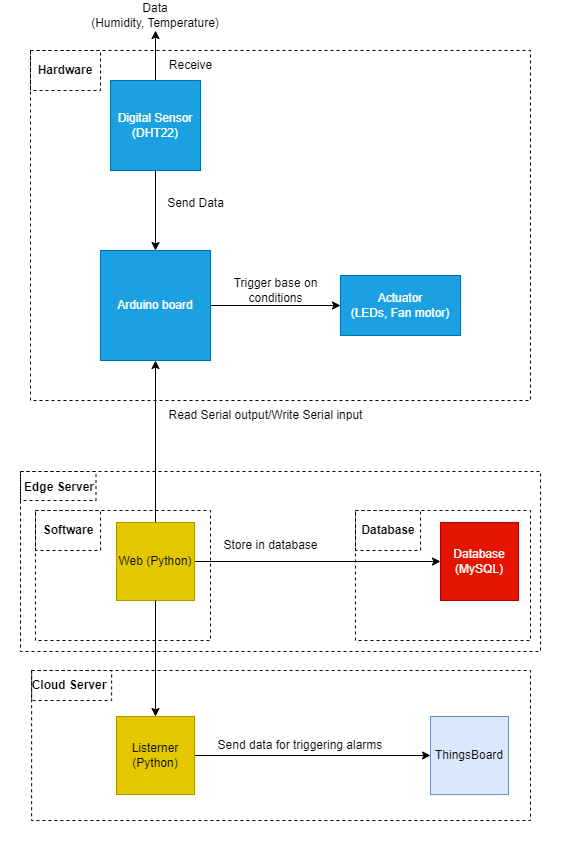 Data
(Humidity, Temperature)
Receive
Hardware
Digital Sensor
(DHT22)
Send Data
Arduino board
Trigger base on
conditions
Actuator
(LEDs, Fan motor)
Read Serial output/Write Serial input
Edge Server
Software
Web (Python)
Store in database
Database
Database
(MySQL)
Cloud Server
Listerner
(Python)
Send data for triggering alarms
ThingsBoard